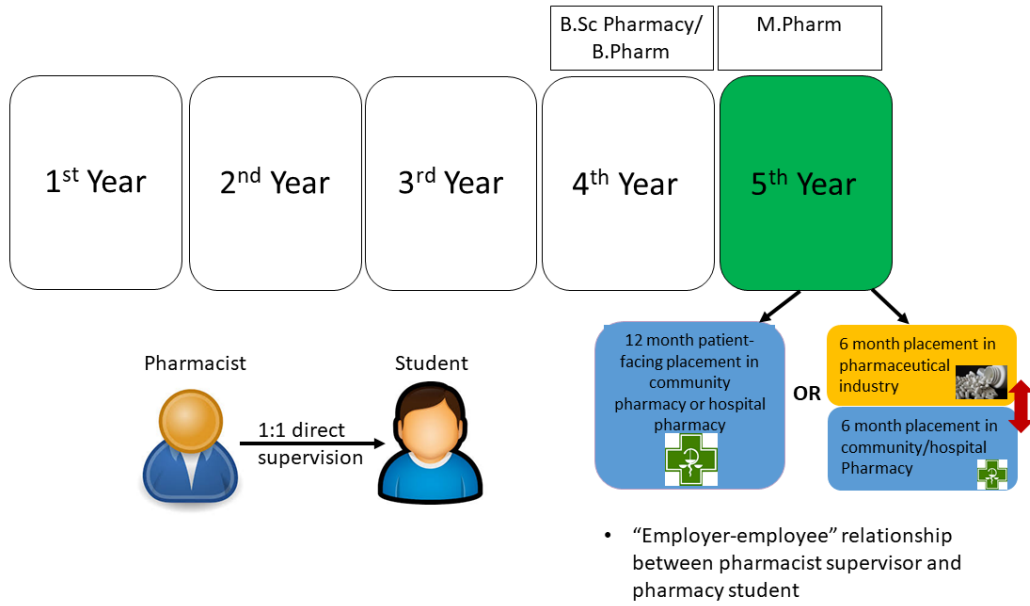 B.Sc Pharmacy/
B.Pharm
M.Pharm
1st Year
2nd Year
3rd Year
4th Year
5th Year
Pharmacist
Student
1:1 direct
supervision
12 month patient-
facing placement in
community
pharmacy or hospital
pharmacy
OR
6 month placement in
pharmaceutical
industry
6 month placement in
community/hospital
Pharmacy
• “Employer-employee” relationship
between pharmacist supervisor and
pharmacy student